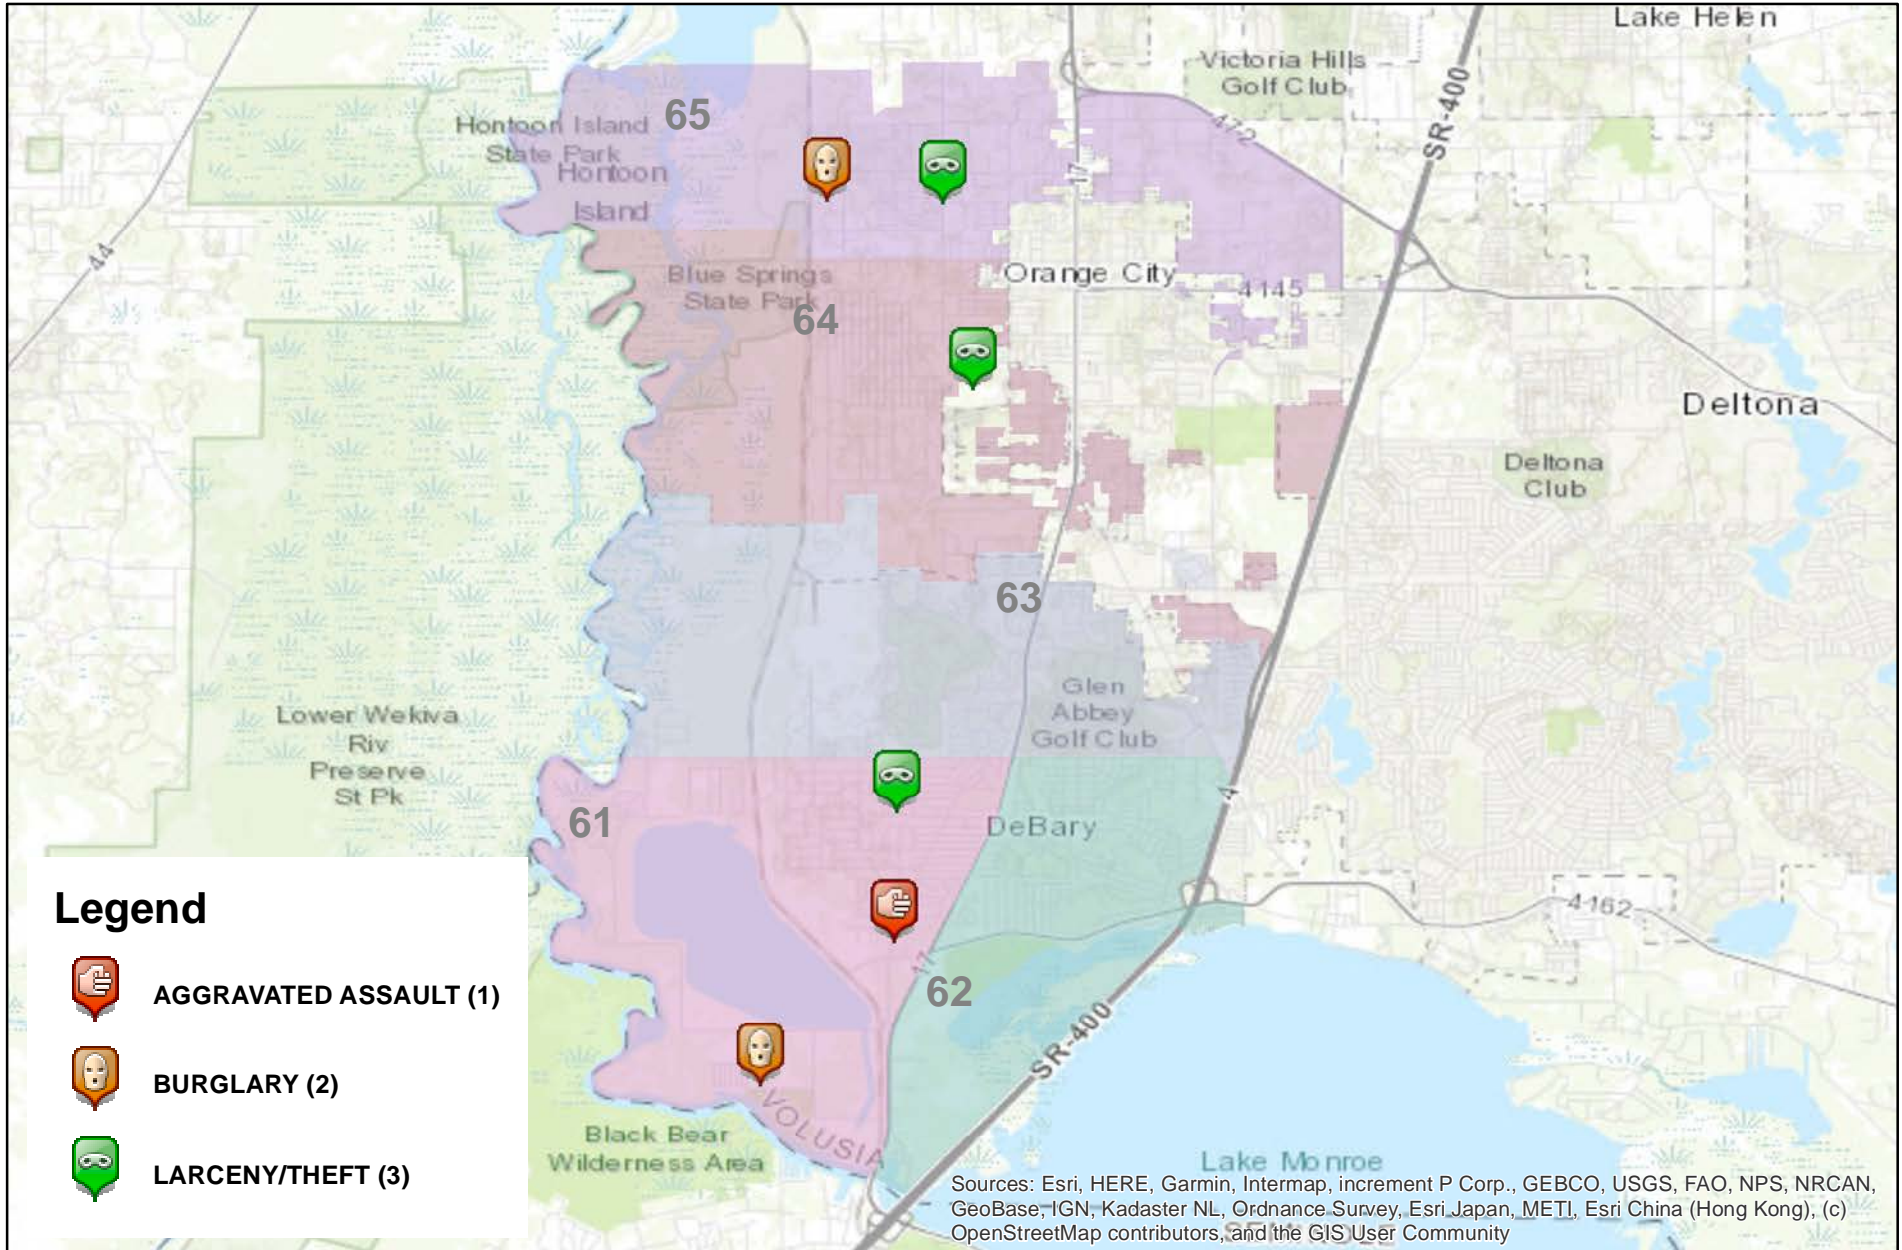 Lake Helen
Victoria Hills
Golf Club
SR-400
472
65
Hontoon Island
State Park
Hontoon
Island
17
44
Blue Springs
State Park
Orange City
4145
64
Deltona
Deltona
Club
63
Glen
Abbey
Golf Club
Lower Wekiva
Riv
Preserve
St Pk
4
61
DeBary
4162
17
62
SR-400
VOLUSIA
Black Bear
Wilderness Area
Lake Monroe
SEMINOLE
Legend
AGGRAVATED ASSAULT (1)
BURGLARY (2)
LARCENY/THEFT (3)
Sources: Esri, HERE, Garmin, Intermap, increment P Corp., GEBCO, USGS, FAO, NPS, NRCAN,
GeoBase, IGN, Kadaster NL, Ordnance Survey, Esri Japan, METI, Esri China (Hong Kong), (c)
OpenStreetMap contributors, and the GIS User Community